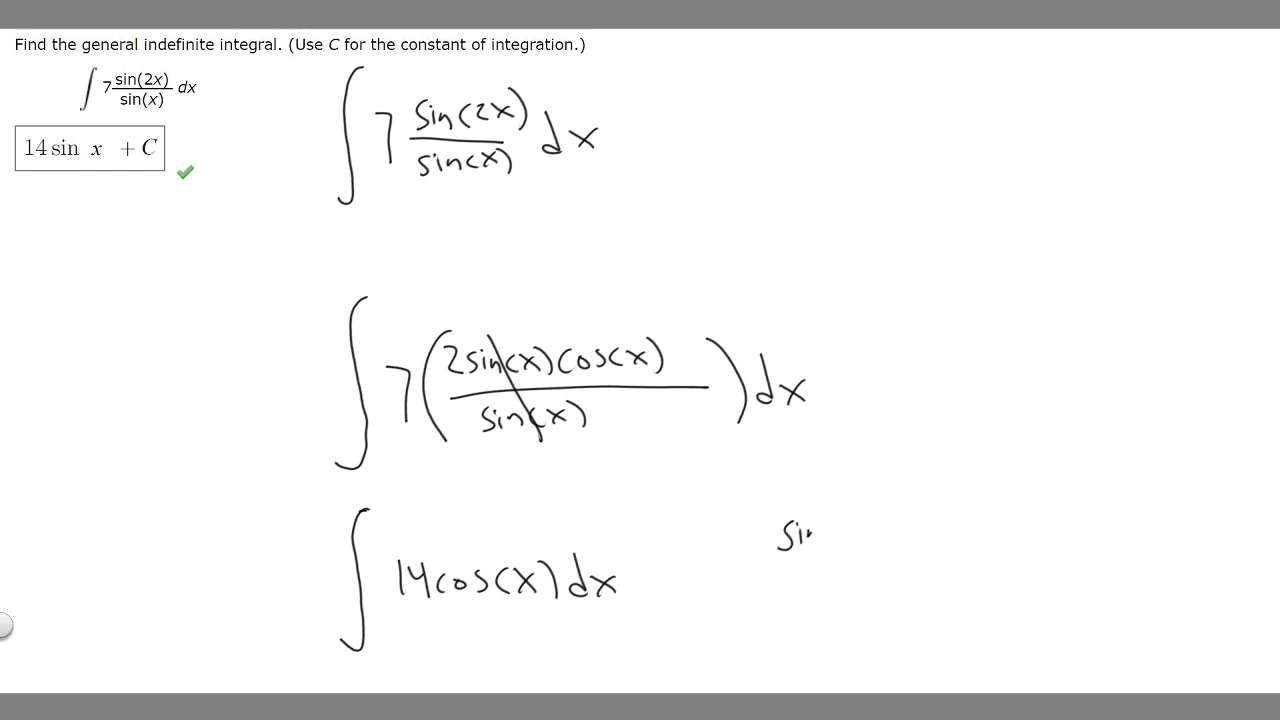 Find the general indefinite integral. (Use C for the constant of integration.)
∫ 7 sin(2x)/sin(x) dx
14 sin x + C
∫ 7 sin(2x)/sin(x) dx
∫ 7 (2sin(x)cos(x)/sin(x)) dx
∫ 14cos(x)dx
sin